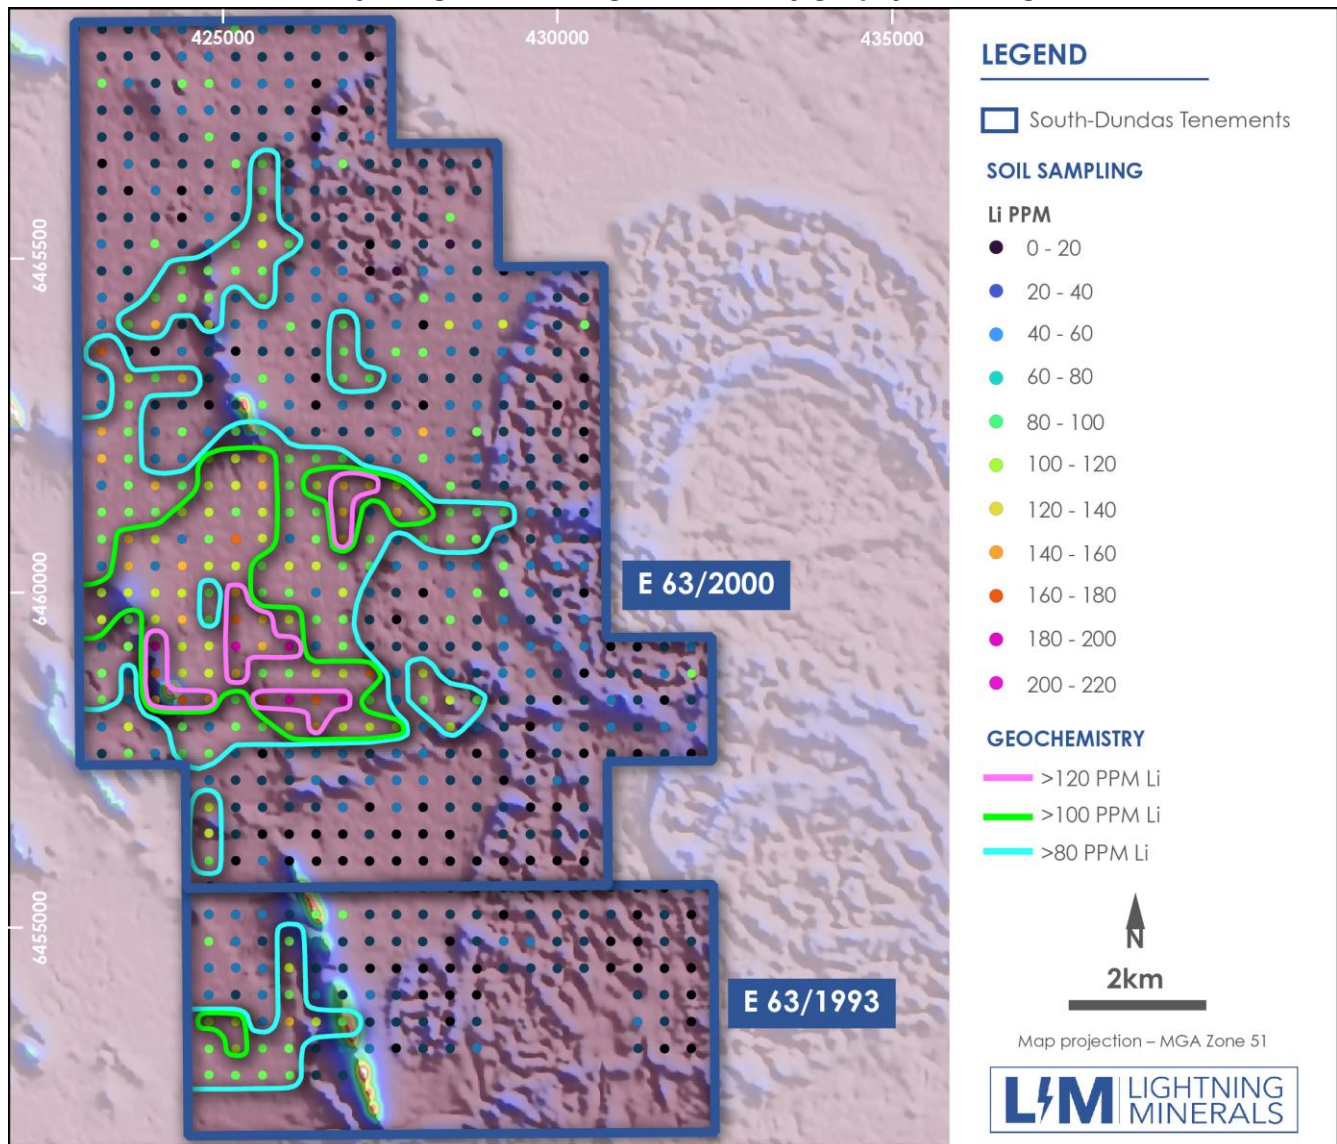 425000
430000
435000
6465500
6460000
6455000
E 63/2000
E 63/1993
LEGEND
South-Dundas Tenements
SOIL SAMPLING
Li PPM
0 - 20
20 - 40
40 - 60
60 - 80
80 - 100
100 - 120
120 - 140
140 - 160
160 - 180
180 - 200
200 - 220
GEOCHEMISTRY
>120 PPM Li
>100 PPM Li
>80 PPM Li
N
2km
Map projection – MGA Zone 51
LM LIGHTNING
MINERALS